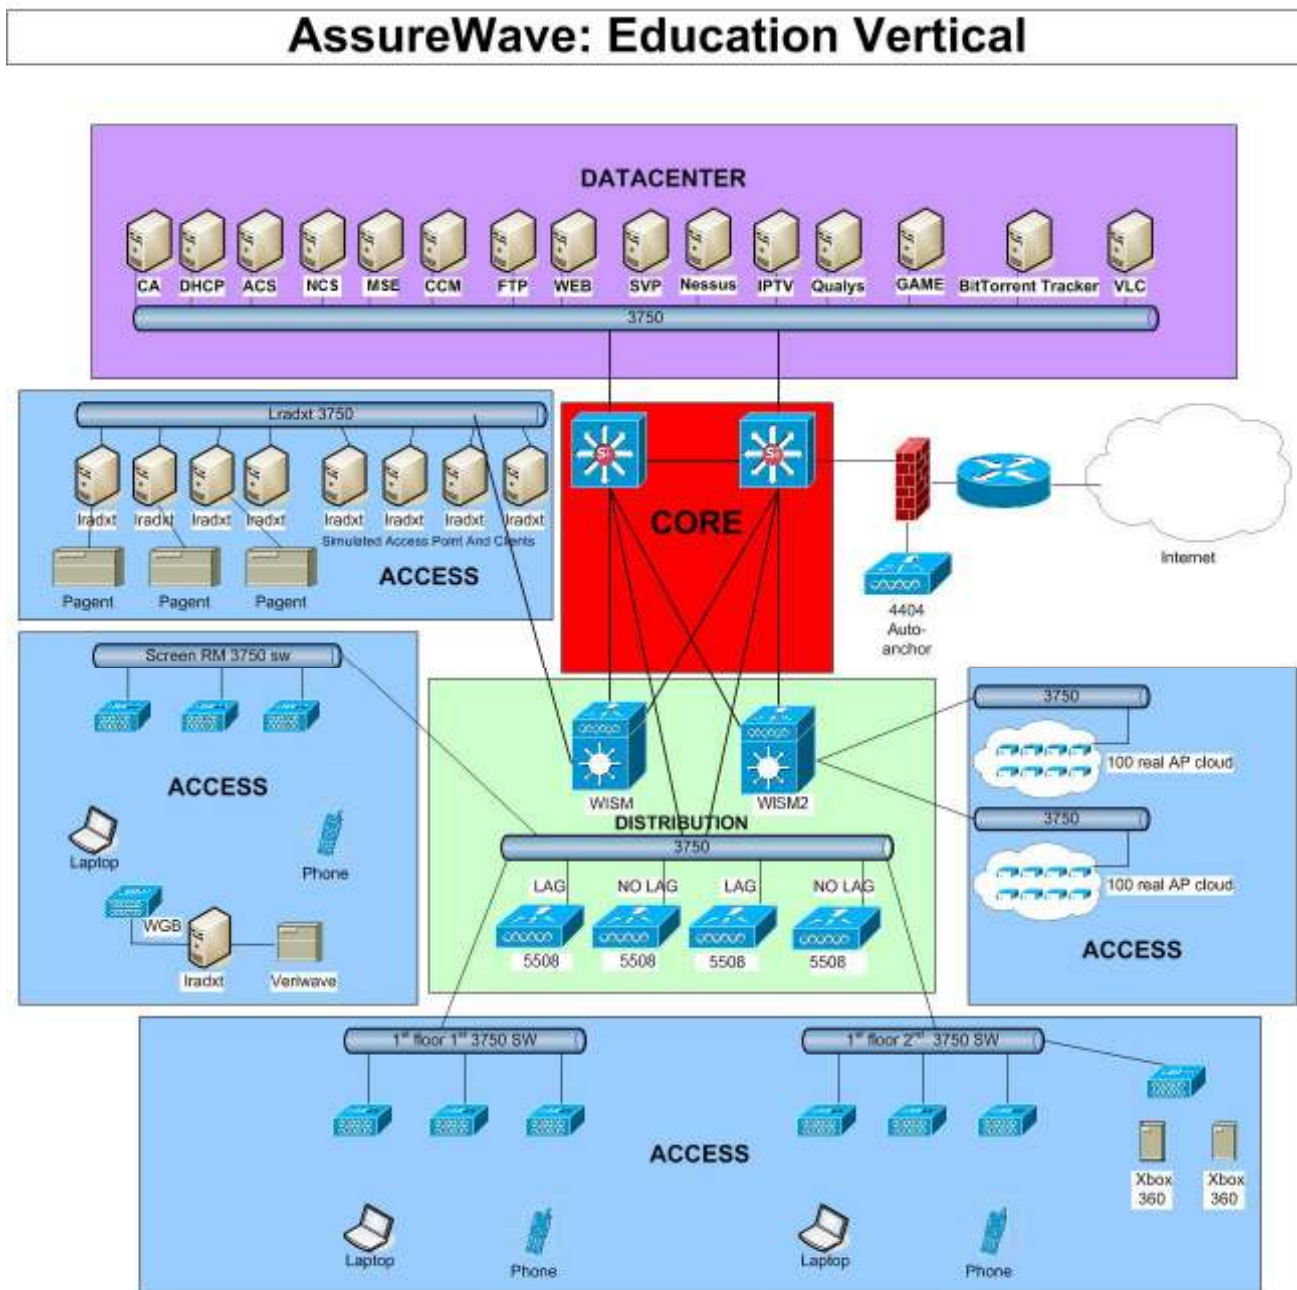 AssureWave: Education Vertical
DATACENTER
CA DHCP ACS NCS MSE CCM FTP WEB SVP Nessus IPTV Qualys GAME BitTorrent Tracker VLC
3750
Lradxt 3750
Iradxt Iradxt Iradxt Iradxt Iradxt Iradxt Iradxt Iradxt
Simulated Access Point And Clients
ACCESS
Pagent Pagent Pagent
Si Si
CORE
Internet
4404
Auto-
anchor
Screen RM 3750 sw
ACCESS
Laptop
Phone
WGB
Iradxt Veriwave
WISM WISM2
DISTRIBUTION
3750
LAG NO LAG LAG NO LAG
5508 5508 5508 5508
3750
100 real AP cloud
3750
100 real AP cloud
ACCESS
1st floor 1st 3750 SW
1st floor 2nd 3750 SW
ACCESS
Xbox
360
Xbox
360
Laptop
Phone
Laptop
Phone